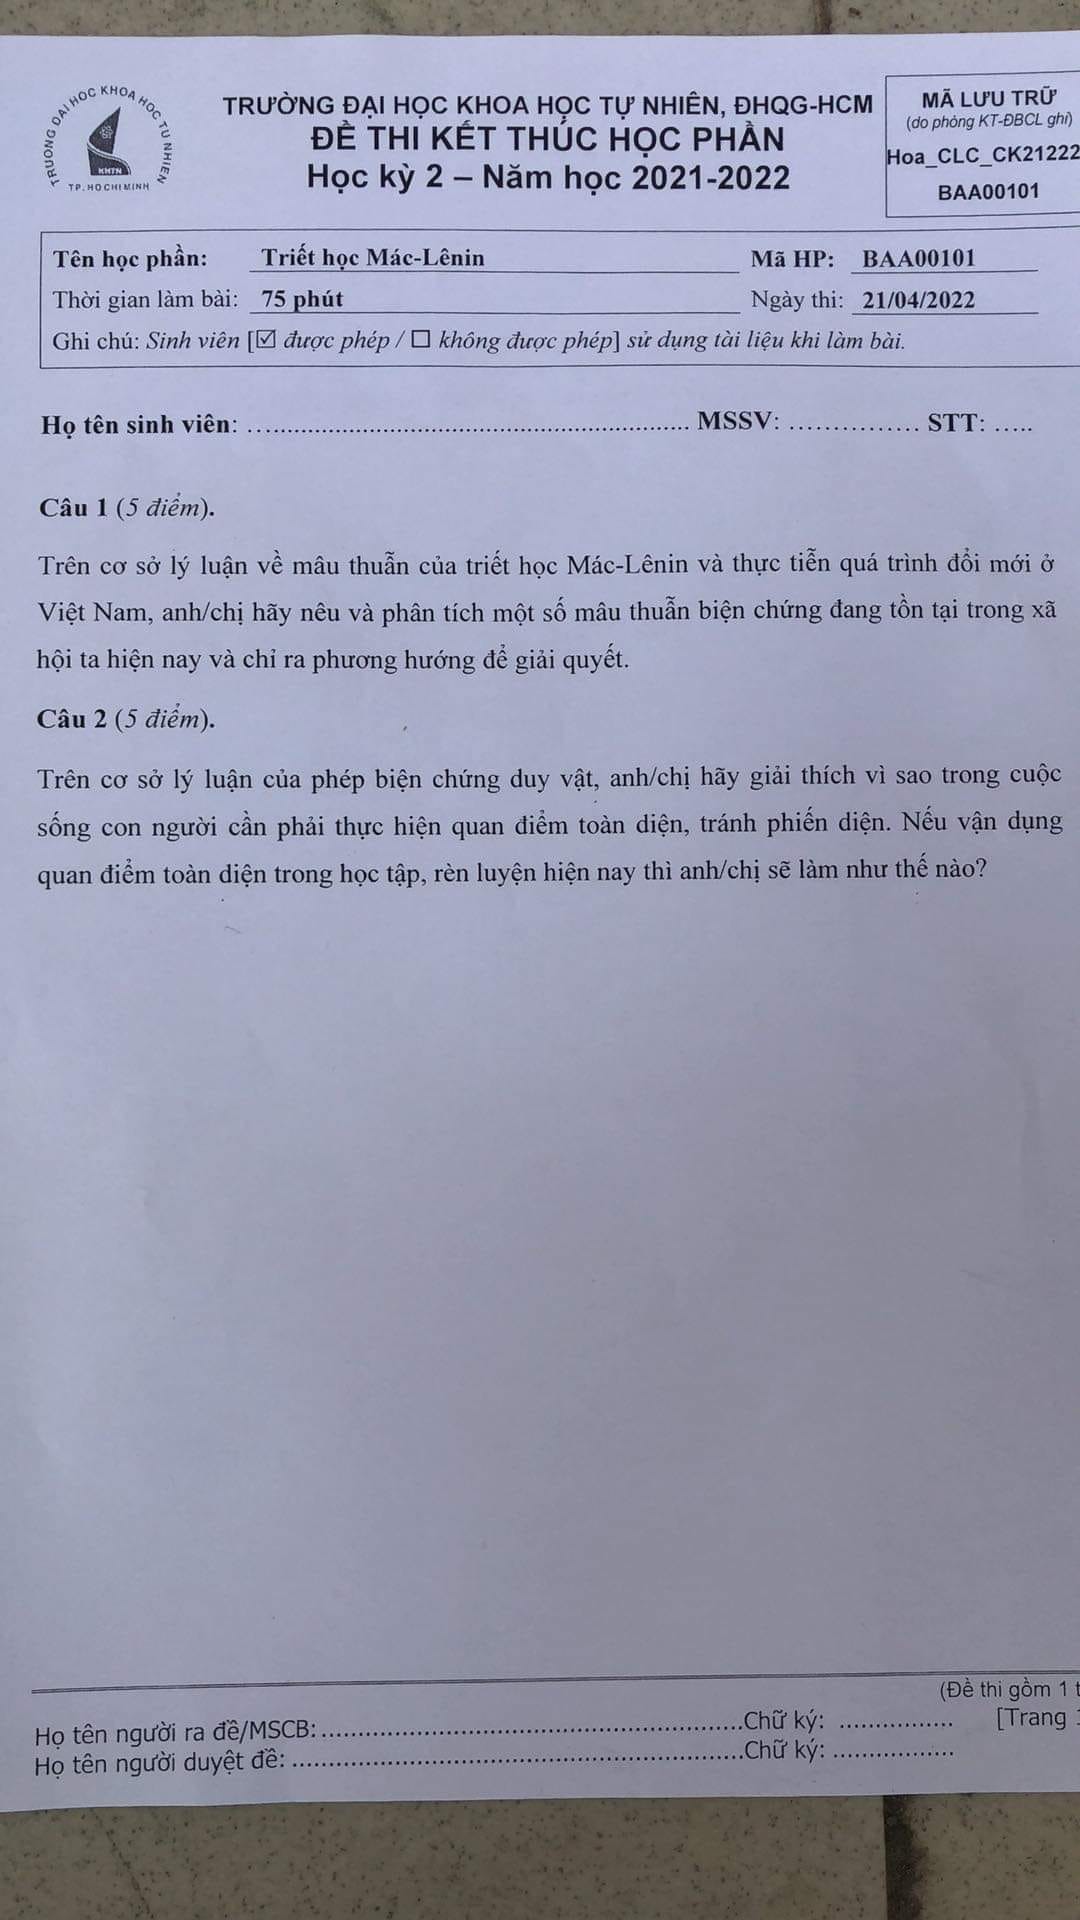 TRƯỜNG ĐẠI HỌC KHOA HỌC TỰ NHIÊN
KHTN
TP. HO CHI MINH
TRƯỜNG ĐẠI HỌC KHOA HỌC TỰ NHIÊN, ĐHQG-HCM
ĐỀ THI KẾT THÚC HỌC PHẦN
Học kỳ 2 – Năm học 2021-2022
MÃ LƯU TRỮ
(do phòng KT-ĐBCL ghi)
Hoa_CLC_CK21222
BAA00101
Tên học phần: Triết học Mác-Lênin Mã HP: BAA00101
Thời gian làm bài: 75 phút Ngày thi: 21/04/2022
Ghi chú: Sinh viên [☑ được phép / ☐ không được phép] sử dụng tài liệu khi làm bài.
Họ tên sinh viên: ........................................................... MSSV: ............... STT: .....
Câu 1 (5 điểm).
Trên cơ sở lý luận về mâu thuẫn của triết học Mác-Lênin và thực tiễn quá trình đổi mới ở
Việt Nam, anh/chị hãy nêu và phân tích một số mâu thuẫn biện chứng đang tồn tại trong xã
hội ta hiện nay và chỉ ra phương hướng để giải quyết.
Câu 2 (5 điểm).
Trên cơ sở lý luận của phép biện chứng duy vật, anh/chị hãy giải thích vì sao trong cuộc
sống con người cần phải thực hiện quan điểm toàn diện, tránh phiến diện. Nếu vận dụng
quan điểm toàn diện trong học tập, rèn luyện hiện nay thì anh/chị sẽ làm như thế nào?
(Đề thi gồm 1 t
Họ tên người ra đề/MSCB: .....................................................Chữ ký: ................ [Trang 1
Họ tên người duyệt đề: .........................................................Chữ ký: .................